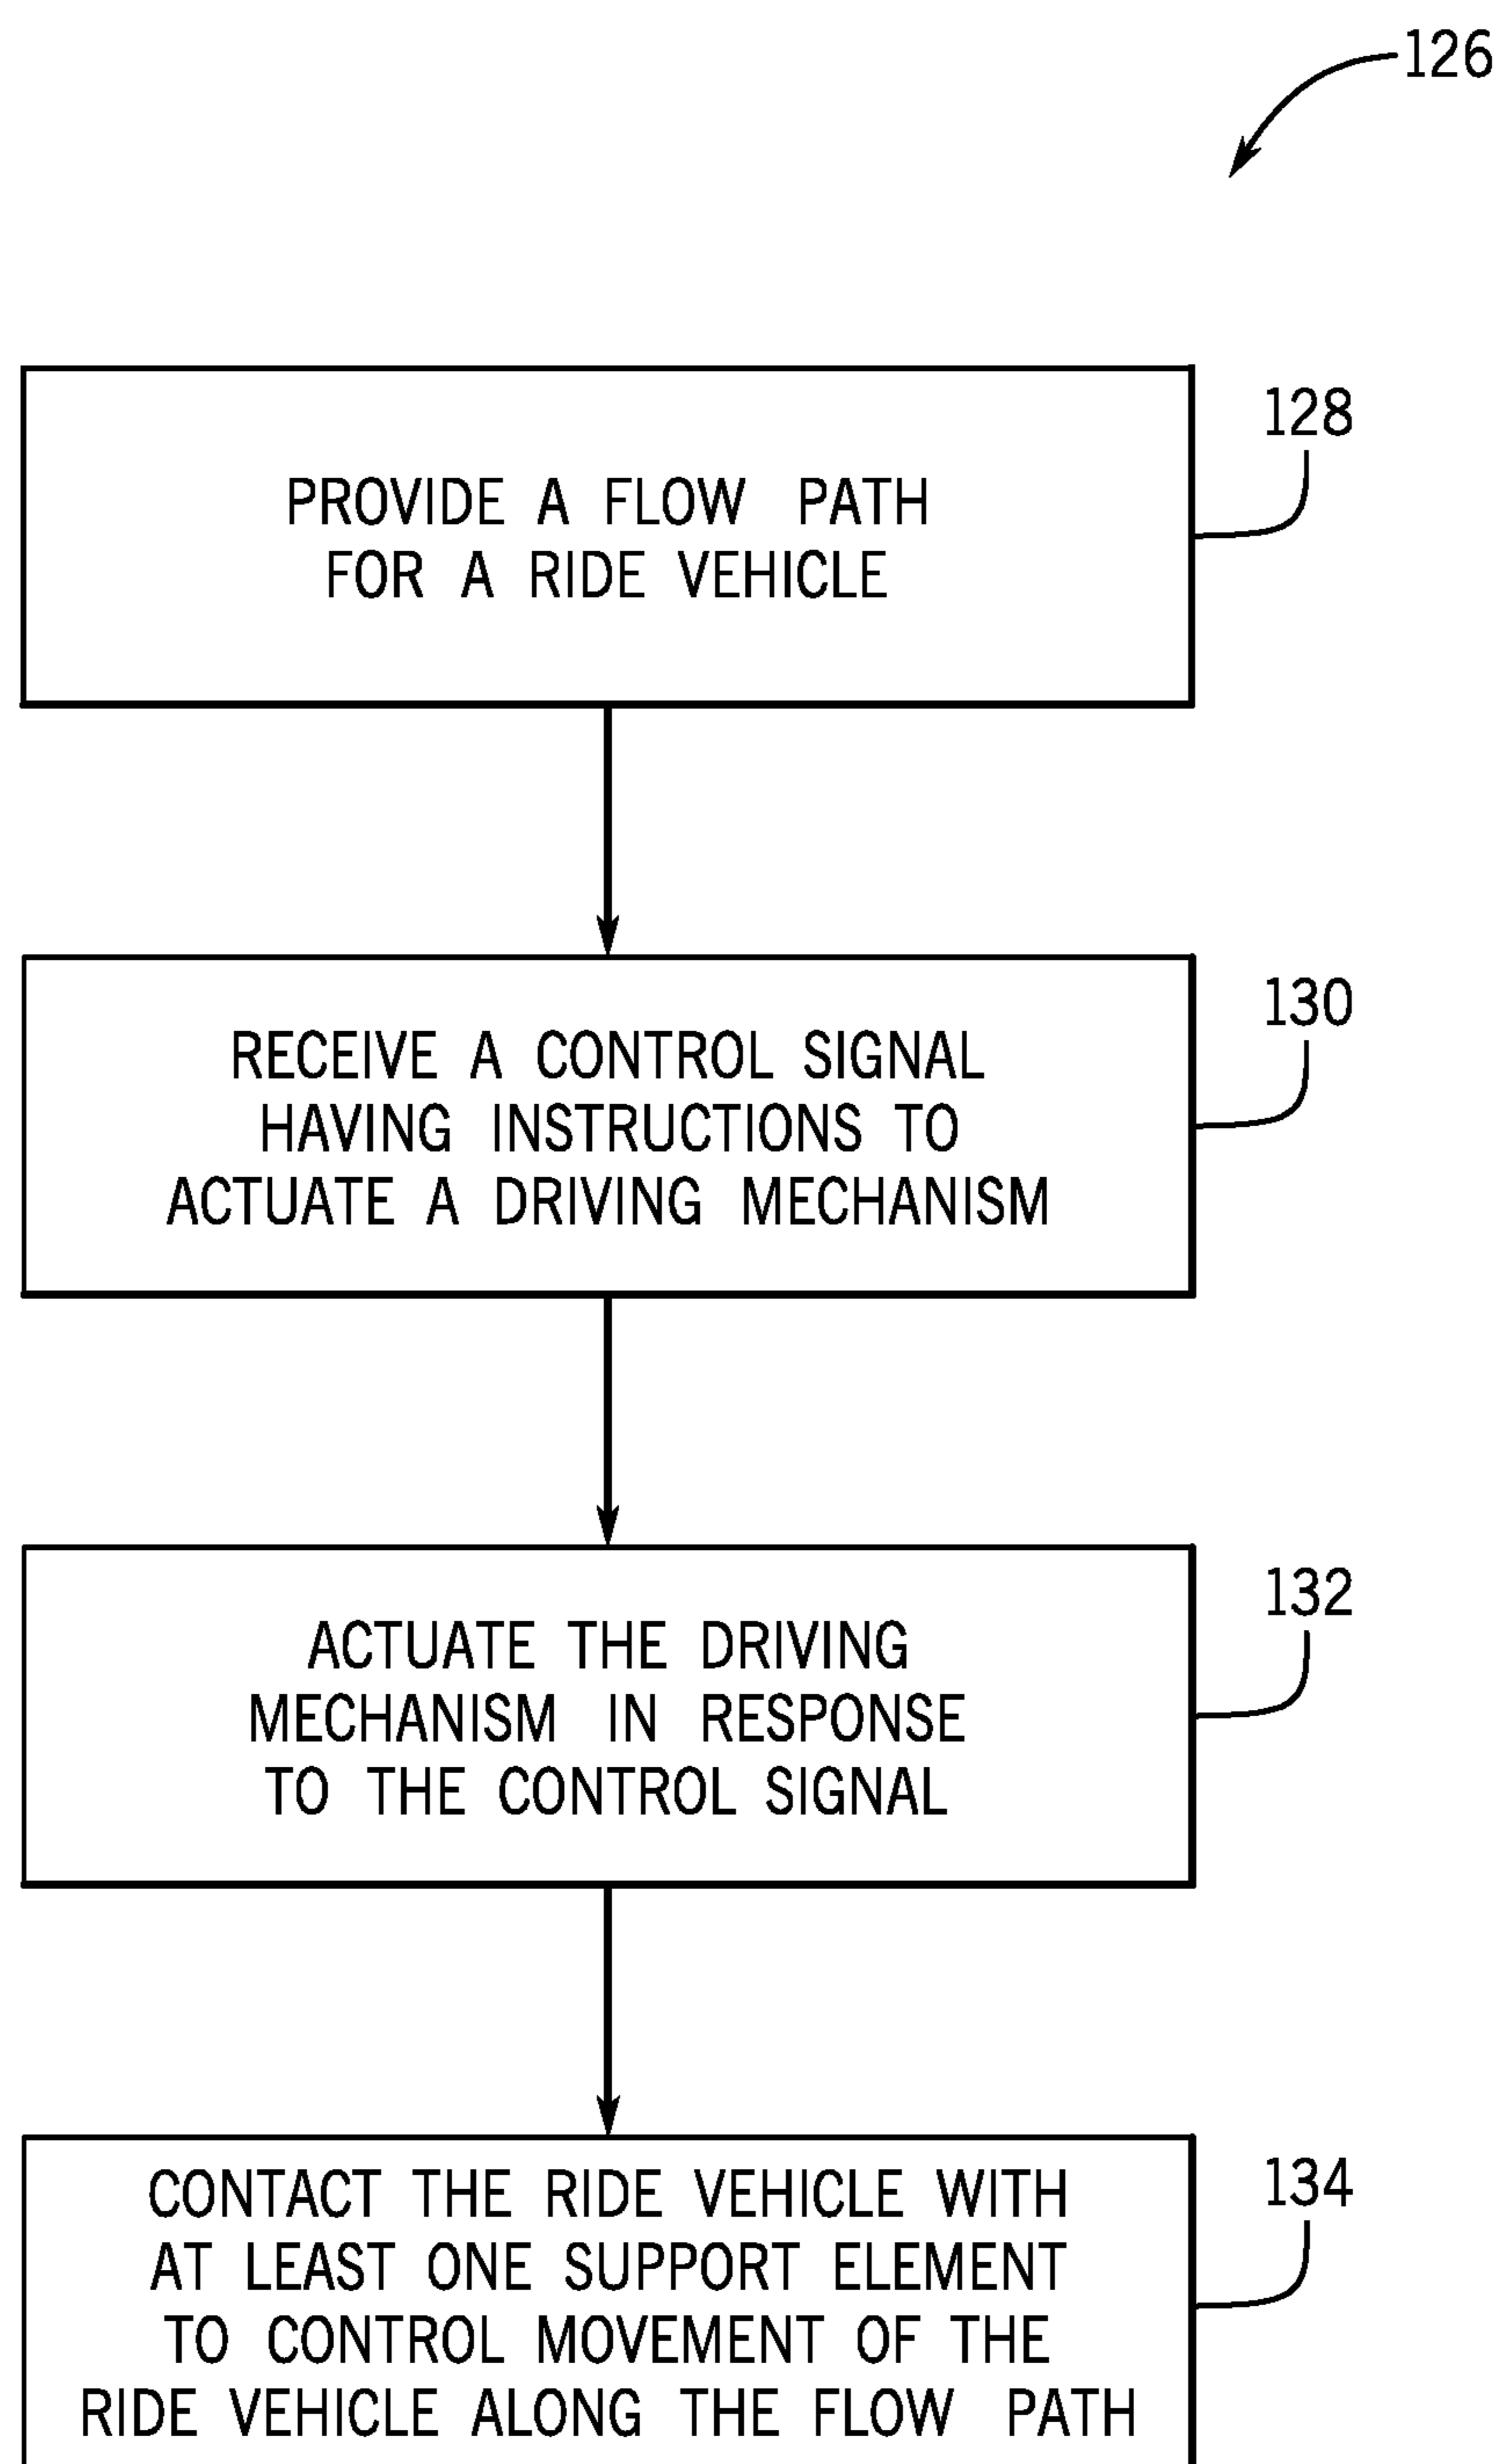 126
128
PROVIDE A FLOW PATH
FOR A RIDE VEHICLE
130
RECEIVE A CONTROL SIGNAL
HAVING INSTRUCTIONS TO
ACTUATE A DRIVING MECHANISM
132
ACTUATE THE DRIVING
MECHANISM IN RESPONSE
TO THE CONTROL SIGNAL
134
CONTACT THE RIDE VEHICLE WITH
AT LEAST ONE SUPPORT ELEMENT
TO CONTROL MOVEMENT OF THE
RIDE VEHICLE ALONG THE FLOW PATH